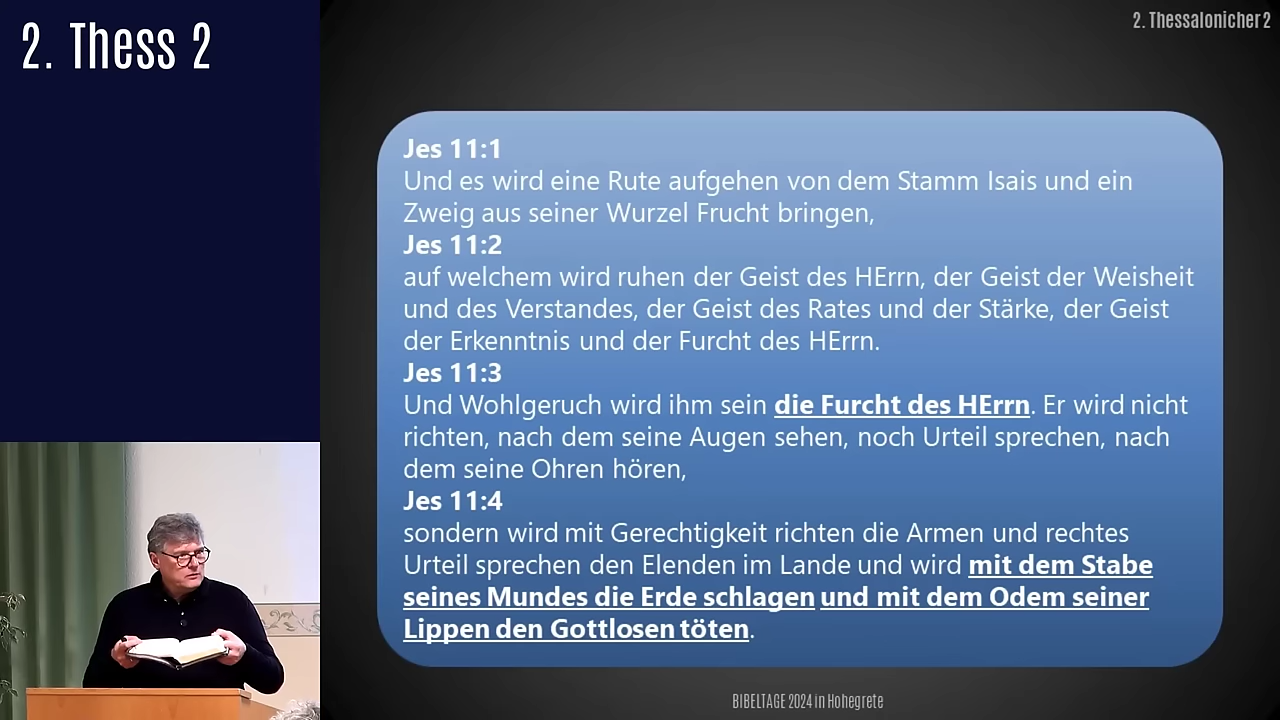 2. Thess 2
2. Thessalonicher 2
Jes 11:1
Und es wird eine Rute aufgehen von dem Stamm Isais und ein
Zweig aus seiner Wurzel Frucht bringen,
Jes 11:2
auf welchem wird ruhen der Geist des HErrn, der Geist der Weisheit
und des Verstandes, der Geist des Rates und der Stärke, der Geist
der Erkenntnis und der Furcht des HErrn.
Jes 11:3
Und Wohlgeruch wird ihm sein die Furcht des HErrn. Er wird nicht
richten, nach dem seine Augen sehen, noch Urteil sprechen, nach
dem seine Ohren hören,
Jes 11:4
sondern wird mit Gerechtigkeit richten die Armen und rechtes
Urteil sprechen den Elenden im Lande und wird mit dem Stabe
seines Mundes die Erde schlagen und mit dem Odem seiner
Lippen den Gottlosen töten.
BIBELTAGE 2024 in Hohegrete